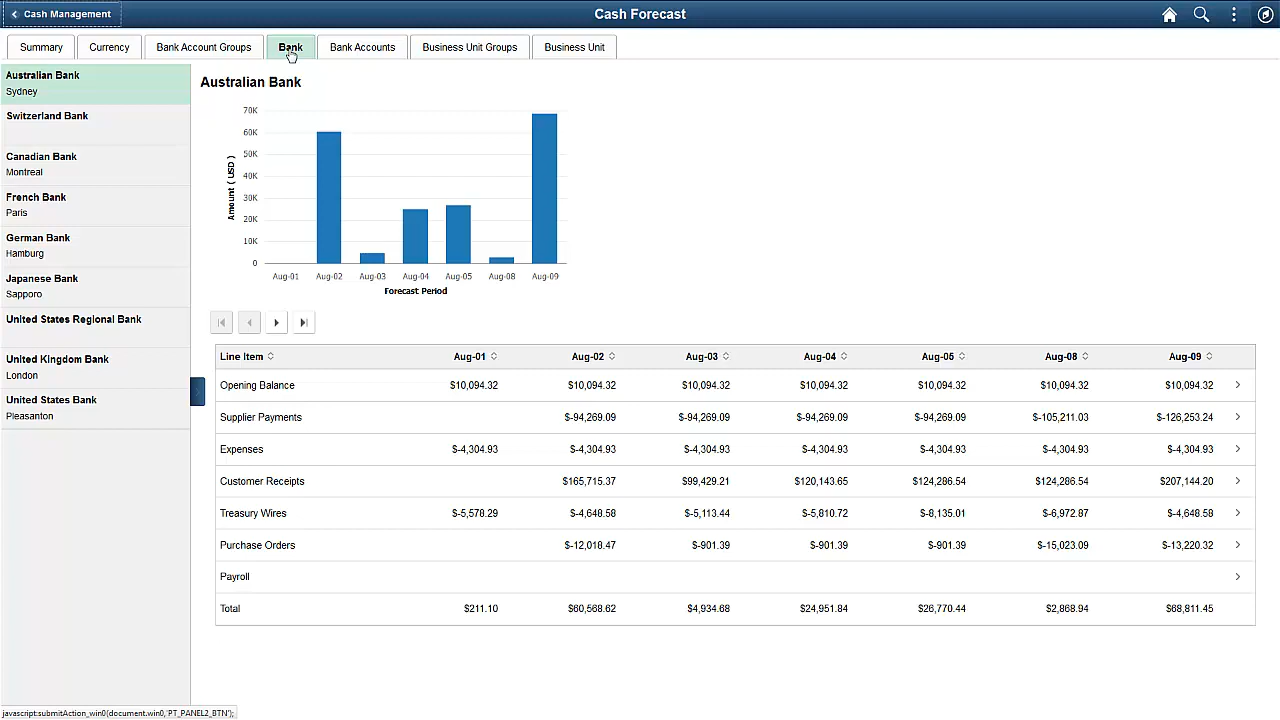 Cash Management
Cash Forecast
Summary Currency Bank Account Groups Bank Bank Accounts Business Unit Groups Business Unit
Australian Bank
Sydney
Switzerland Bank
Canadian Bank
Montreal
French Bank
Paris
German Bank
Hamburg
Japanese Bank
Sapporo
United States Regional Bank
United Kingdom Bank
London
United States Bank
Pleasanton
Australian Bank
Amount ( USD )
70K
60K
50K
40K
30K
20K
10K
0
Aug-01 Aug-02 Aug-03 Aug-04 Aug-05 Aug-08 Aug-09
Forecast Period
Line Item Aug-01 Aug-02 Aug-03 Aug-04 Aug-05 Aug-08 Aug-09
Opening Balance $10,094.32 $10,094.32 $10,094.32 $10,094.32 $10,094.32 $10,094.32 $10,094.32
Supplier Payments $-94,269.09 $-94,269.09 $-94,269.09 $-94,269.09 $-105,211.03 $-126,253.24
Expenses $-4,304.93 $-4,304.93 $-4,304.93 $-4,304.93 $-4,304.93 $-4,304.93 $-4,304.93
Customer Receipts $165,715.37 $99,429.21 $120,143.65 $124,286.54 $124,286.54 $207,144.20
Treasury Wires $-5,578.29 $-4,648.58 $-5,113.44 $-5,810.72 $-8,135.01 $-6,972.87 $-4,648.58
Purchase Orders $-12,018.47 $-901.39 $-901.39 $-901.39 $-15,023.09 $-13,220.32
Payroll
Total $211.10 $60,568.62 $4,934.68 $24,951.84 $26,770.44 $2,868.94 $68,811.45
javascript:submitAction_win0(document.win0,'PT_PANEL2_BTN');